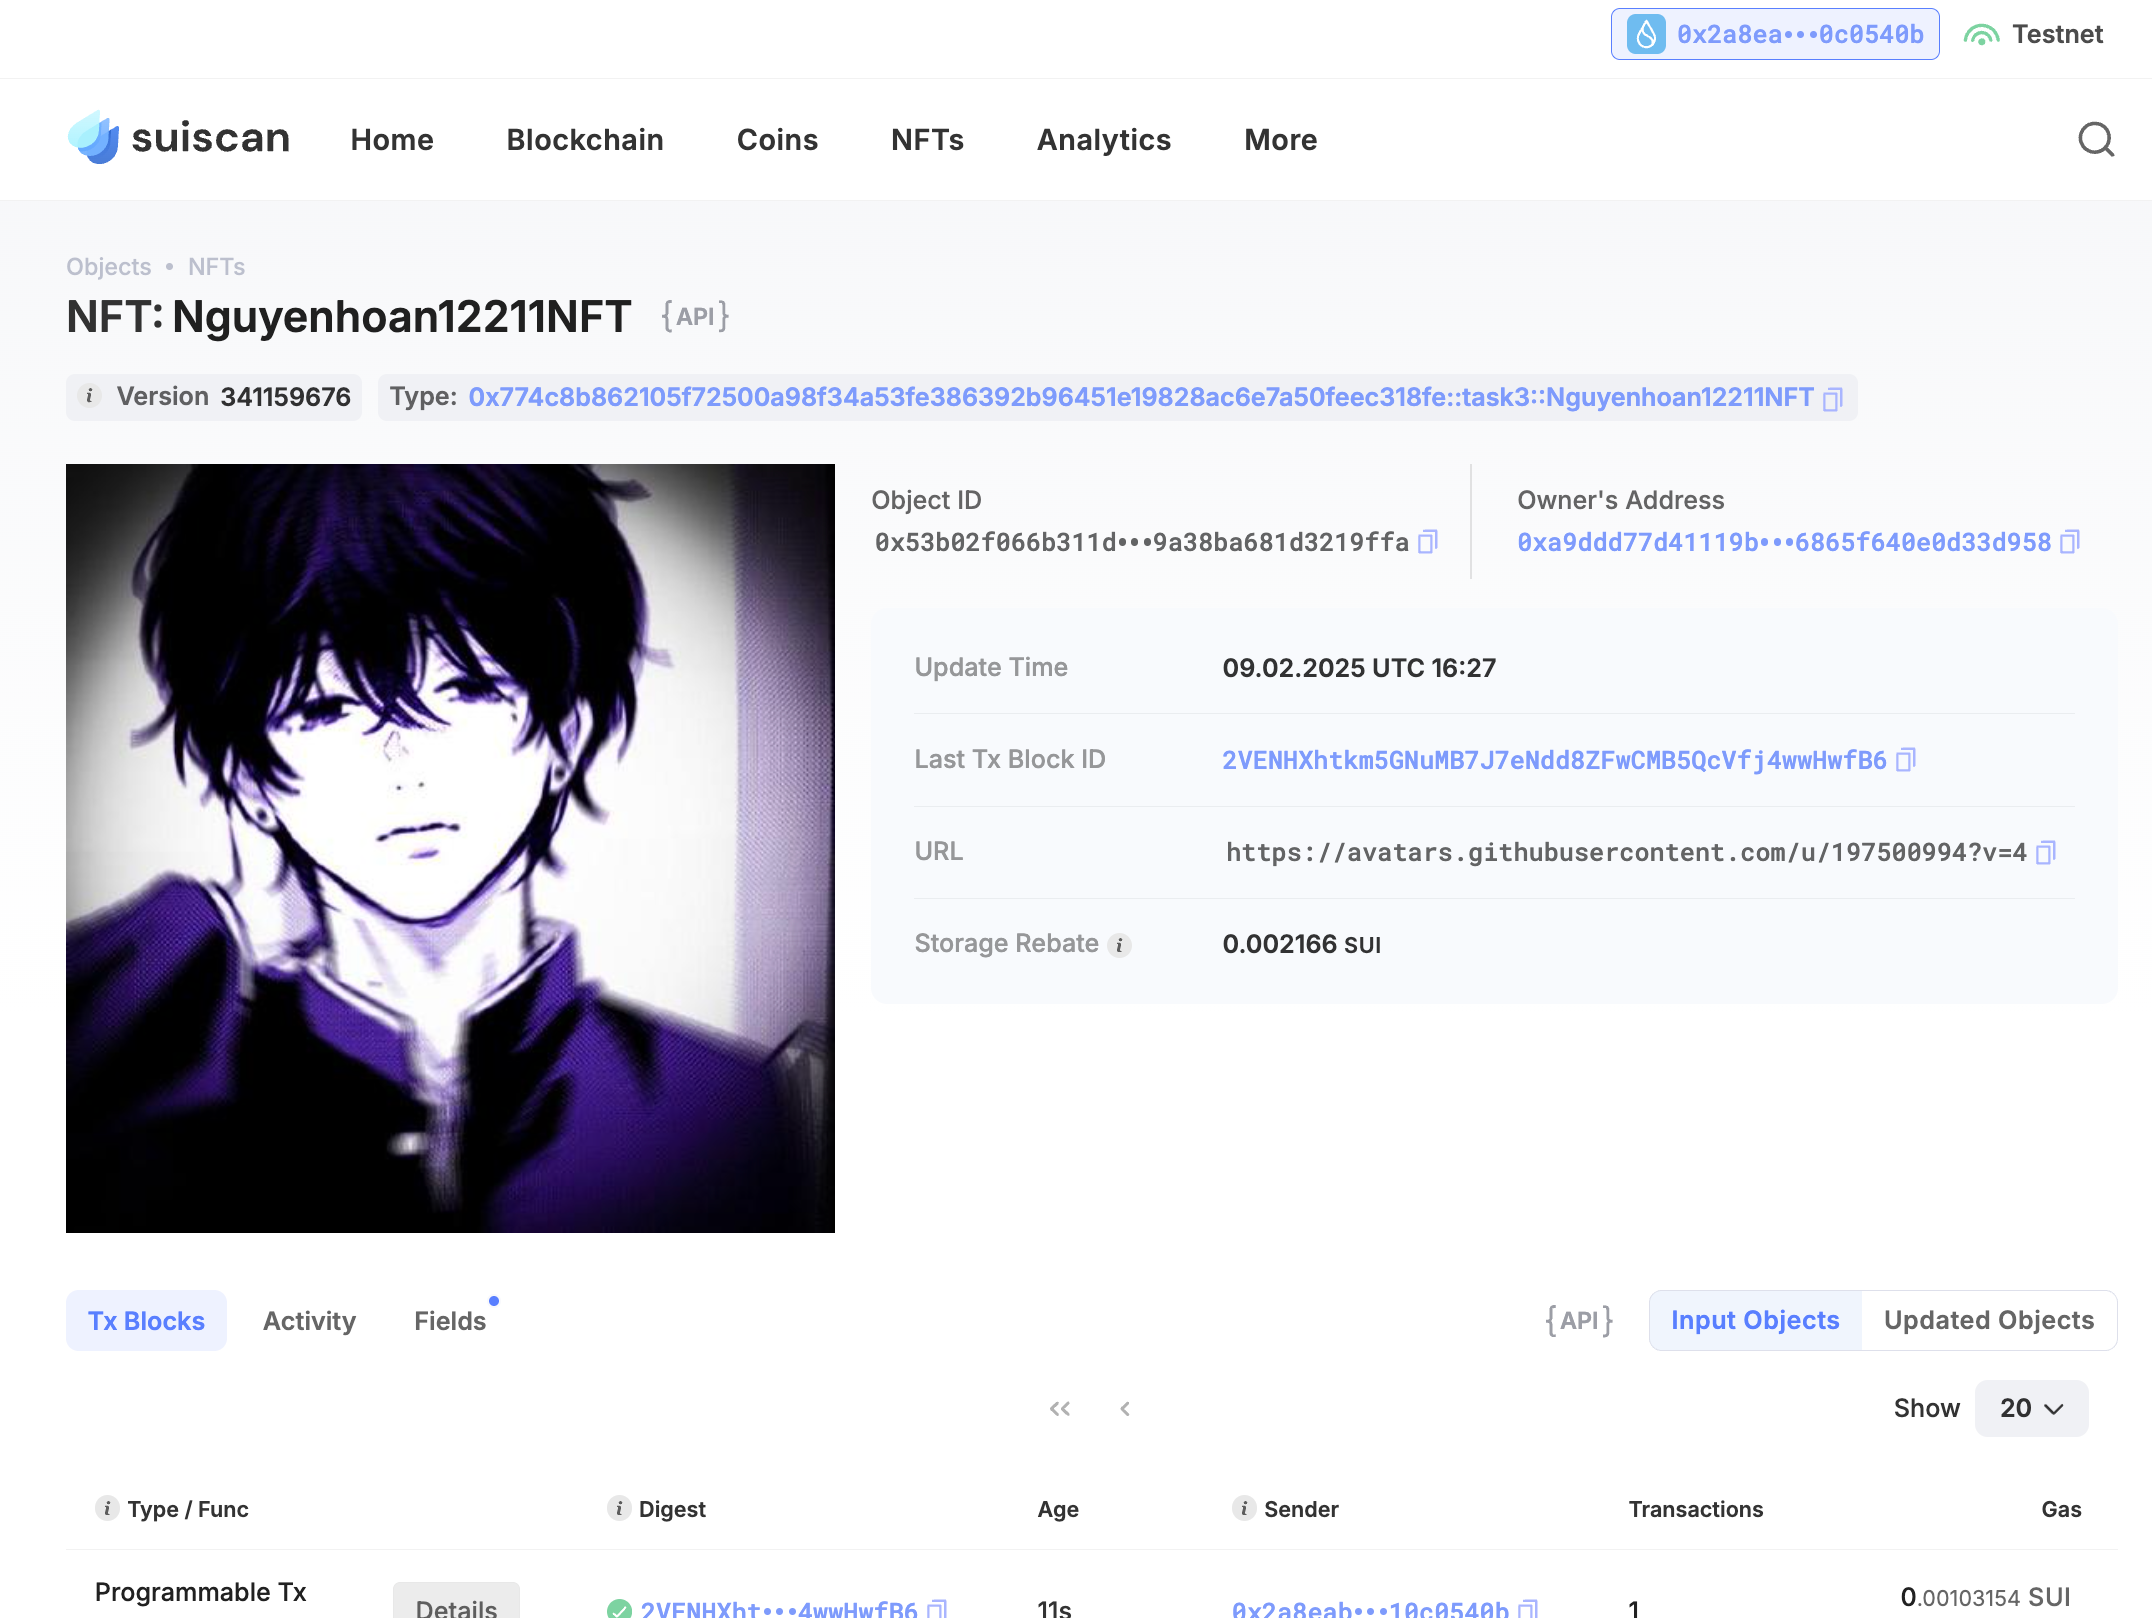 0x2a8ea•••0c0540b Testnet
suiscan Home Blockchain Coins NFTs Analytics More
Objects • NFTs
NFT: Nguyenhoan12211NFT {API}
i Version 341159676 Type: 0x774c8b862105f72500a98f34a53fe386392b96451e19828ac6e7a50feec318fe::task3::Nguyenhoan12211NFT
Object ID
0x53b02f066b311d•••9a38ba681d3219ffa
Owner's Address
0xa9ddd77d41119b•••6865f640e0d33d958
Update Time 09.02.2025 UTC 16:27
Last Tx Block ID 2VENHXhtkm5GNuMB7J7eNdd8ZFwCMB5QcVfj4wwHwfB6
URL https://avatars.githubusercontent.com/u/197500994?v=4
Storage Rebate i 0.002166 SUI
Tx Blocks Activity Fields {API} Input Objects Updated Objects
Show 20
i Type / Func i Digest Age i Sender Transactions Gas
Programmable Tx Details 2VENHXht•••4wwHwfB6 11s 0x2a8eab•••10c0540b 1 0.00103154 SUI